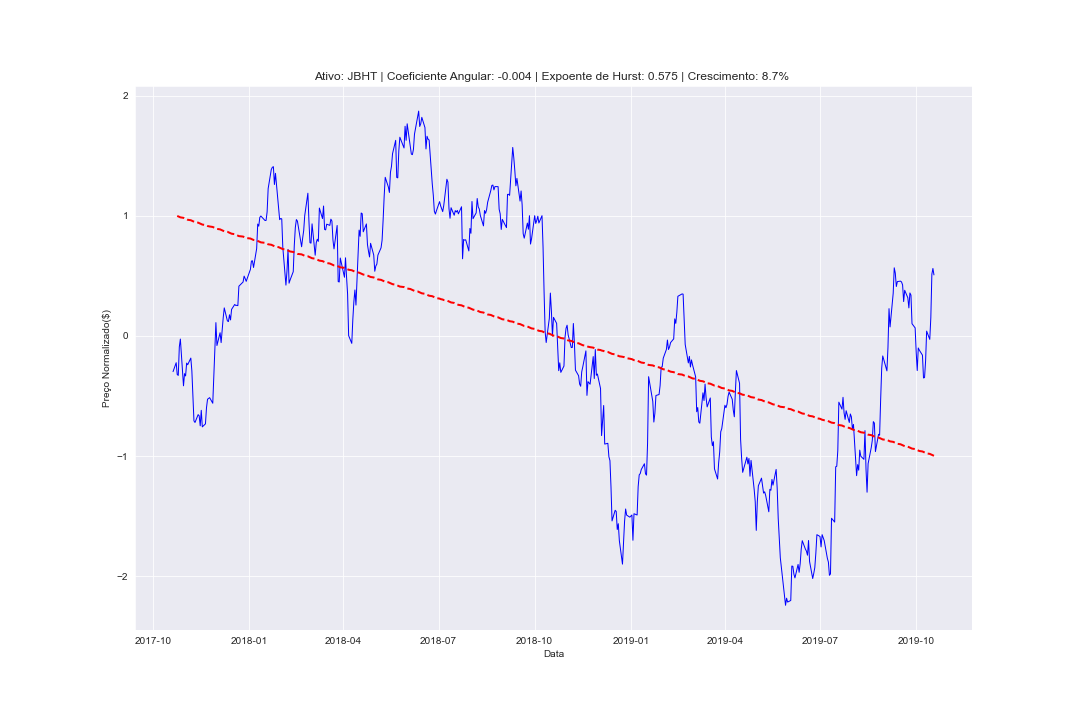 Ativo: JBHT | Coeficiente Angular: -0.004 | Expoente de Hurst: 0.575 | Crescimento: 8.7%
Preço Normalizado($)
2
1
0
−1
−2
2017-10 2018-01 2018-04 2018-07 2018-10 2019-01 2019-04 2019-07 2019-10
Data